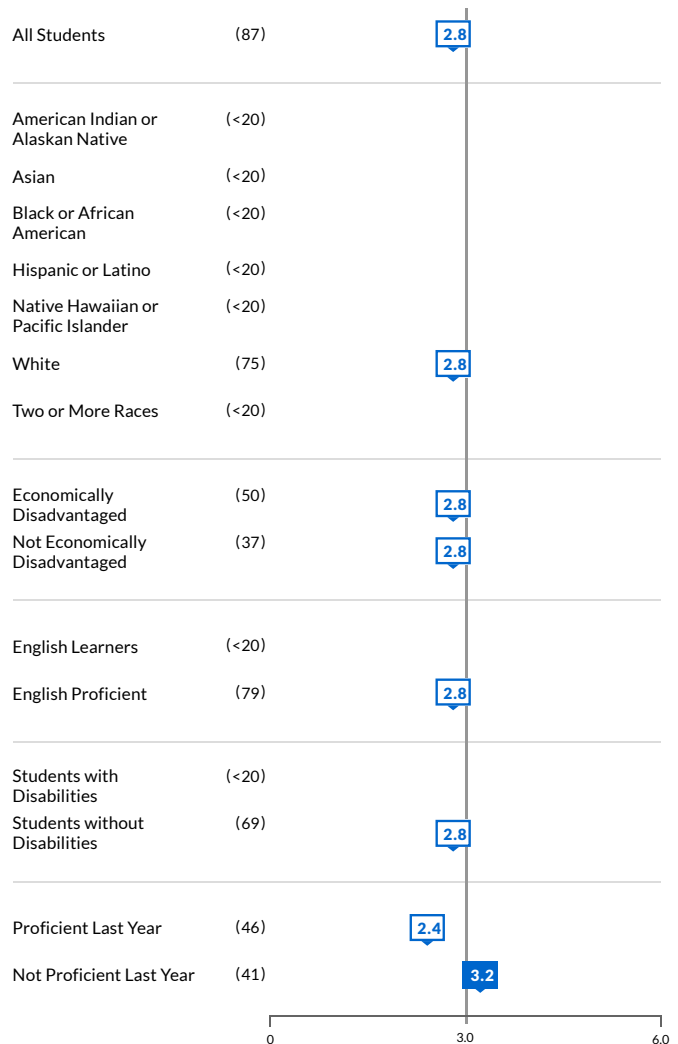 All Students (87) 2.8
American Indian or (<20)
Alaskan Native
Asian (<20)
Black or African (<20)
American
Hispanic or Latino (<20)
Native Hawaiian or (<20)
Pacific Islander
White (75) 2.8
Two or More Races (<20)
Economically (50) 2.8
Disadvantaged
Not Economically (37) 2.8
Disadvantaged
English Learners (<20)
English Proficient (79) 2.8
Students with (<20)
Disabilities
Students without (69) 2.8
Disabilities
Proficient Last Year (46) 2.4
Not Proficient Last Year (41) 3.2
0 3.0 6.0